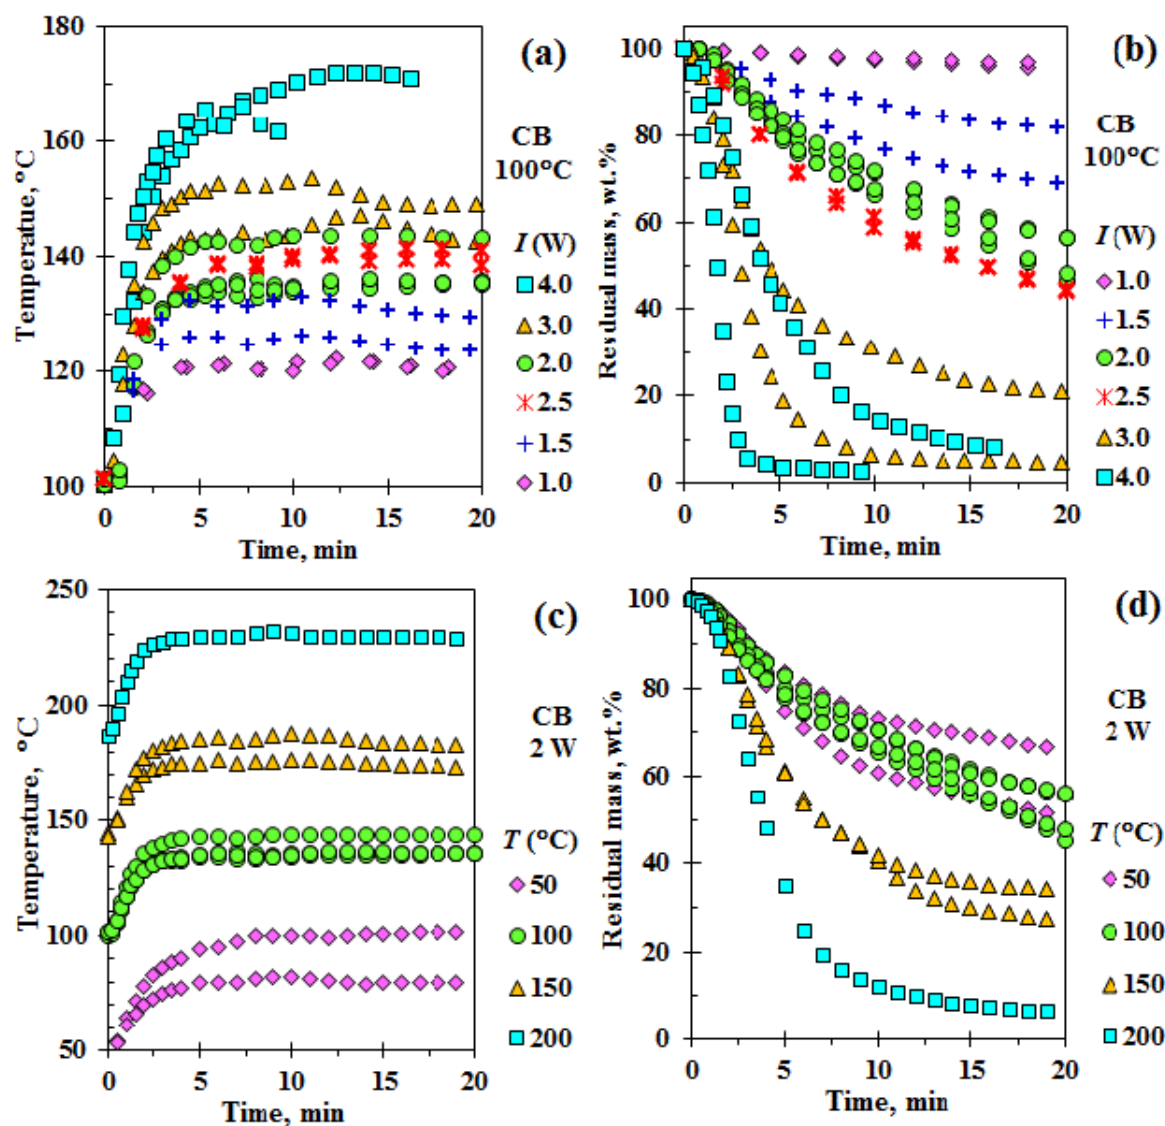 (a)
180
160
140
120
100
Temperatue, °C
0
5
10
15
20
Time, min
CB
100°C
I (W)
4.0
3.0
2.0
2.5
1.5
1.0
(b)
100
80
60
40
20
0
Residual mass, wt.%
0
5
10
15
20
Time, min
CB
100°C
I (W)
1.0
1.5
2.0
2.5
3.0
4.0
(c)
250
200
150
100
50
Temperature, °C
0
5
10
15
20
Time, min
CB
2 W
T (°C)
50
100
150
200
(d)
100
80
60
40
20
0
Residual mass, wt.%
0
5
10
15
20
Time, min
CB
2 W
T (°C)
50
100
150
200